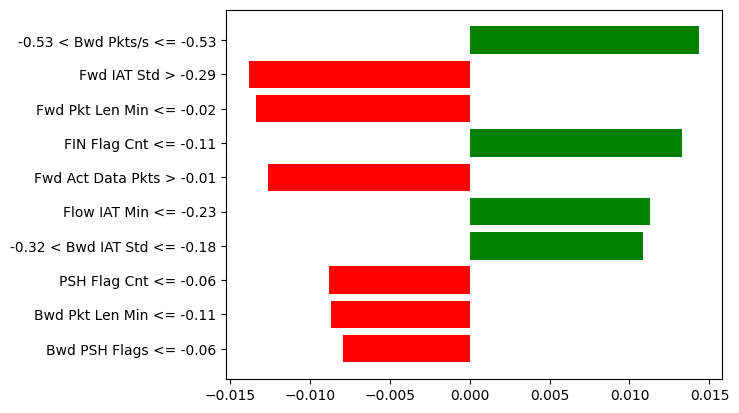 -0.53 < Bwd Pkts/s <= -0.53
Fwd IAT Std > -0.29
Fwd Pkt Len Min <= -0.02
FIN Flag Cnt <= -0.11
Fwd Act Data Pkts > -0.01
Flow IAT Min <= -0.23
-0.32 < Bwd IAT Std <= -0.18
PSH Flag Cnt <= -0.06
Bwd Pkt Len Min <= -0.11
Bwd PSH Flags <= -0.06
−0.015 −0.010 −0.005 0.000 0.005 0.010 0.015